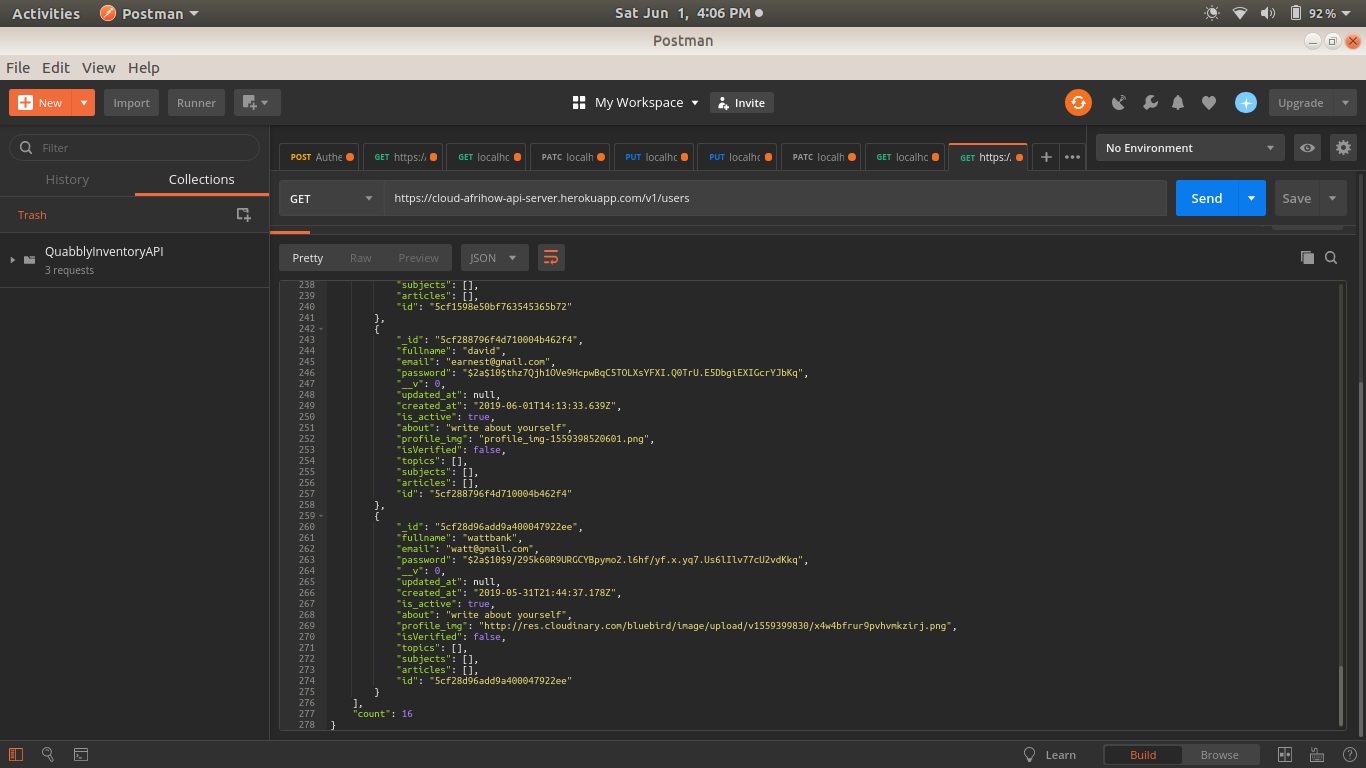 Activities Postman Sat Jun 1, 4:06 PM 92%
Postman
File Edit View Help
New Import Runner My Workspace Invite Upgrade
Filter
History Collections
Trash
QuabblyInventoryAPI
3 requests
POST Authe GET https:/ GET localhc PATC localh PUT localhc PUT localhc PATC localh GET localhc GET https:/. No Environment
GET https://cloud-afrihow-api-server.herokuapp.com/v1/users Send Save
Pretty Raw Preview JSON
238 "subjects": [],
239 "articles": [],
240 "id": "5cf1598e50bf763545365b72"
241 },
242 {
243 "_id": "5cf288796f4d710004b462f4",
244 "fullname": "david",
245 "email": "earnest@gmail.com",
246 "password": "$2a$10$thz7Qjh1OVe9HcpwBqC5TOLXsYFXI.Q0TrU.E5DbgiEXIGcrYJbKq",
247 "__v": 0,
248 "updated_at": null,
249 "created_at": "2019-06-01T14:13:33.639Z",
250 "is_active": true,
251 "about": "write about yourself",
252 "profile_img": "profile_img-1559398520601.png",
253 "isVerified": false,
254 "topics": [],
255 "subjects": [],
256 "articles": [],
257 "id": "5cf288796f4d710004b462f4"
258 },
259 {
260 "_id": "5cf28d96add9a400047922ee",
261 "fullname": "wattbank",
262 "email": "watt@gmail.com",
263 "password": "$2a$10$9/295k60R9URGCYBpymo2.l6hf/yf.x.yq7.Us6lIlv77cU2vdKkq",
264 "__v": 0,
265 "updated_at": null,
266 "created_at": "2019-05-31T21:44:37.178Z",
267 "is_active": true,
268 "about": "write about yourself",
269 "profile_img": "http://res.cloudinary.com/bluebird/image/upload/v1559399830/x4w4bfrur9pvhvmkzirj.png",
270 "isVerified": false,
271 "topics": [],
272 "subjects": [],
273 "articles": [],
274 "id": "5cf28d96add9a400047922ee"
275 }
276 ],
277 "count": 16
278 }
Learn Build Browse